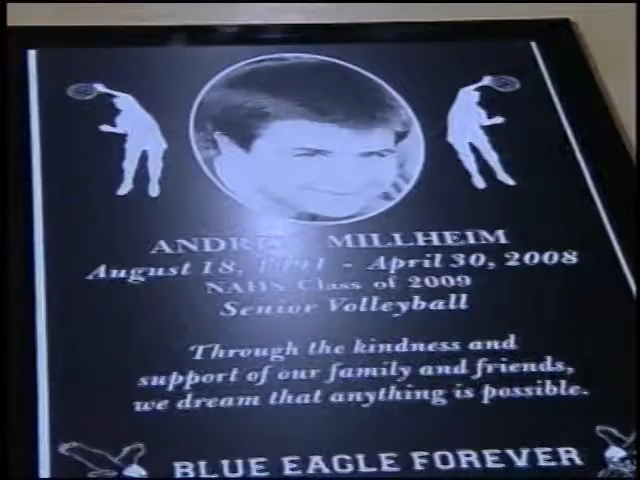 MILLHEIM
August 18, - April 30, 2008
NAHS Class of 2009
Senior Volleyball
Through the kindness and
support of our family and friends,
we dream that anything is possible.
BLUE EAGLE FOREVER